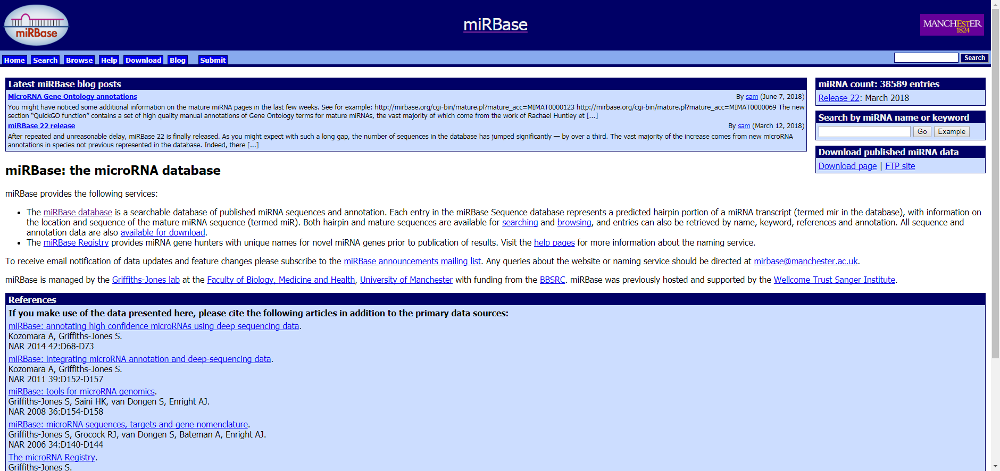 miRBase
miRBase
MANCHESTER
1824
Home Search Browse Help Download Blog Submit
Search
Latest miRBase blog posts
MicroRNA Gene Ontology annotations By sam (June 7, 2018)
You might have noticed some additional information on the mature miRNA pages in the last few weeks. See for example: http://mirbase.org/cgi-bin/mature.pl?mature_acc=MIMAT0000123 http://mirbase.org/cgi-bin/mature.pl?mature_acc=MIMAT0000069 The new
section “QuickGO function” contains a set of high quality manual annotations of Gene Ontology terms for mature miRNAs, the vast majority of which come from the work of Rachael Huntley et [...]
miRBase 22 release By sam (March 12, 2018)
After repeated and unreasonable delay, miRBase 22 is finally released. As you might expect with such a long gap, the number of sequences in the database has jumped significantly — by over a third. The vast majority of the increase comes from new microRNA
annotations in species not previous represented in the database. Indeed, there [...]
miRNA count: 38589 entries
Release 22: March 2018
Search by miRNA name or keyword
Go Example
Download published miRNA data
Download page | FTP site
miRBase: the microRNA database
miRBase provides the following services:
• The miRBase database is a searchable database of published miRNA sequences and annotation. Each entry in the miRBase Sequence database represents a predicted hairpin portion of a miRNA transcript (termed mir in the database), with information on
the location and sequence of the mature miRNA sequence (termed miR). Both hairpin and mature sequences are available for searching and browsing, and entries can also be retrieved by name, keyword, references and annotation. All sequence and
annotation data are also available for download.
• The miRBase Registry provides miRNA gene hunters with unique names for novel miRNA genes prior to publication of results. Visit the help pages for more information about the naming service.
To receive email notification of data updates and feature changes please subscribe to the miRBase announcements mailing list. Any queries about the website or naming service should be directed at mirbase@manchester.ac.uk.
miRBase is managed by the Griffiths-Jones lab at the Faculty of Biology, Medicine and Health, University of Manchester with funding from the BBSRC. miRBase was previously hosted and supported by the Wellcome Trust Sanger Institute.
References
If you make use of the data presented here, please cite the following articles in addition to the primary data sources:
miRBase: annotating high confidence microRNAs using deep sequencing data.
Kozomara A, Griffiths-Jones S.
NAR 2014 42:D68-D73
miRBase: integrating microRNA annotation and deep-sequencing data.
Kozomara A, Griffiths-Jones S.
NAR 2011 39:D152-D157
miRBase: tools for microRNA genomics.
Griffiths-Jones S, Saini HK, van Dongen S, Enright AJ.
NAR 2008 36:D154-D158
miRBase: microRNA sequences, targets and gene nomenclature.
Griffiths-Jones S, Grocock RJ, van Dongen S, Bateman A, Enright AJ.
NAR 2006 34:D140-D144
The microRNA Registry.
Griffiths-Jones S.